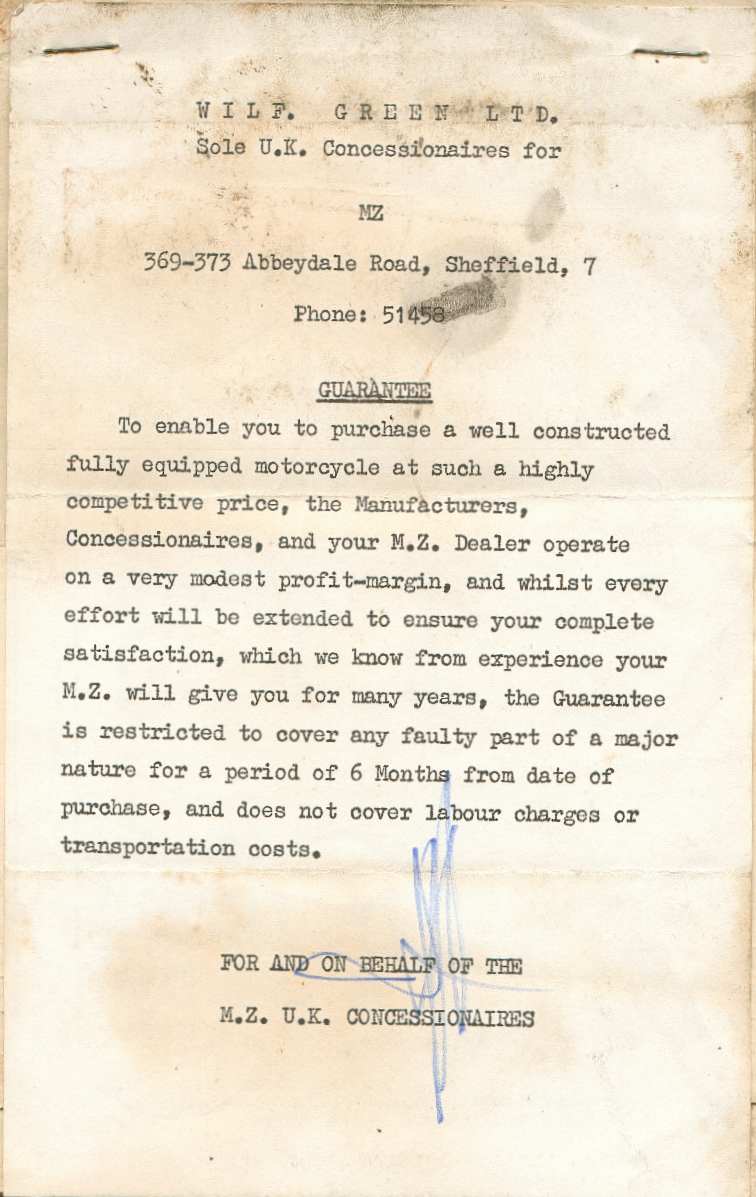 WILF. GREEN LTD.
Sole U.K. Concessionaires for
MZ
369-373 Abbeydale Road, Sheffield, 7
Phone: 51458
GUARANTEE
To enable you to purchase a well constructed
fully equipped motorcycle at such a highly
competitive price, the Manufacturers,
Concessionaires, and your M.Z. Dealer operate
on a very modest profit-margin, and whilst every
effort will be extended to ensure your complete
satisfaction, which we know from experience your
M.Z. will give you for many years, the Guarantee
is restricted to cover any faulty part of a major
nature for a period of 6 Months from date of
purchase, and does not cover labour charges or
transportation costs.
FOR AND ON BEHALF OF THE
M.Z. U.K. CONCESSIONAIRES